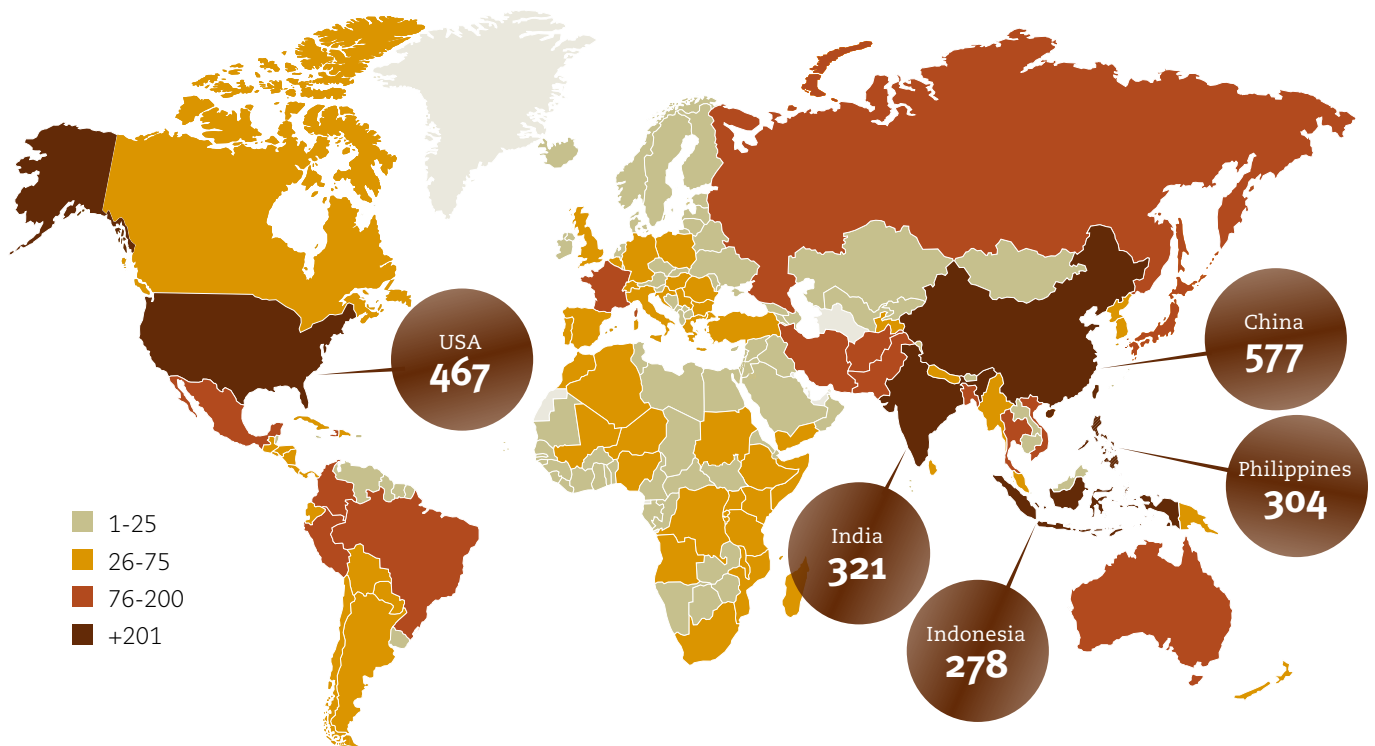 USA
467
China
577
Philippines
304
India
321
Indonesia
278
1-25
26-75
76-200
+201